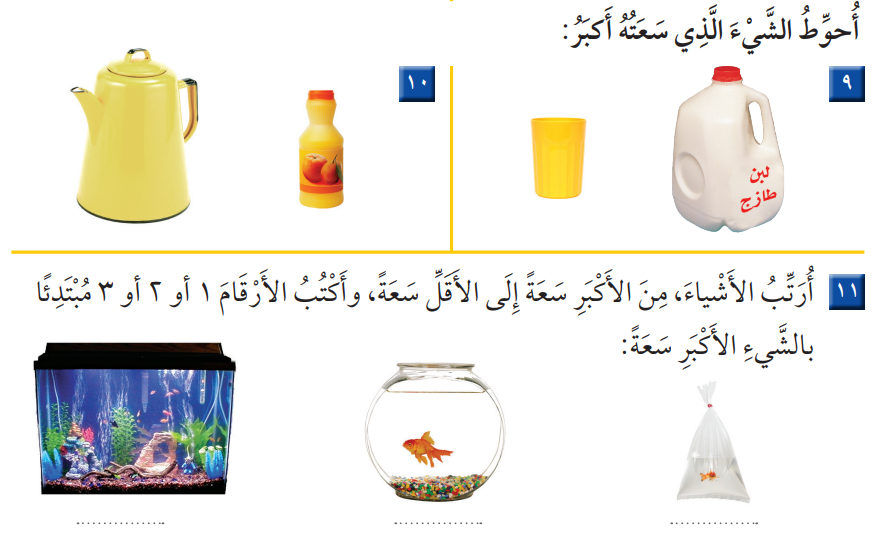 أُحوِّطُ الشَّيْءَ الَّذِي سَعَتُهُ أَكبَرُ:
٩
لبن
طازج
١٠
١١ أُرَتِّبُ الأَشْياءَ، مِنَ الأَكْبَرِ سَعَةً إِلَى الأَقَلِّ سَعَةً، وأَكْتُبُ الأَرْقَامَ ١ أو ٢ أو ٣ مُبْتَدِئًا
بالشَّيءِ الأَكْبَرِ سَعَةً: